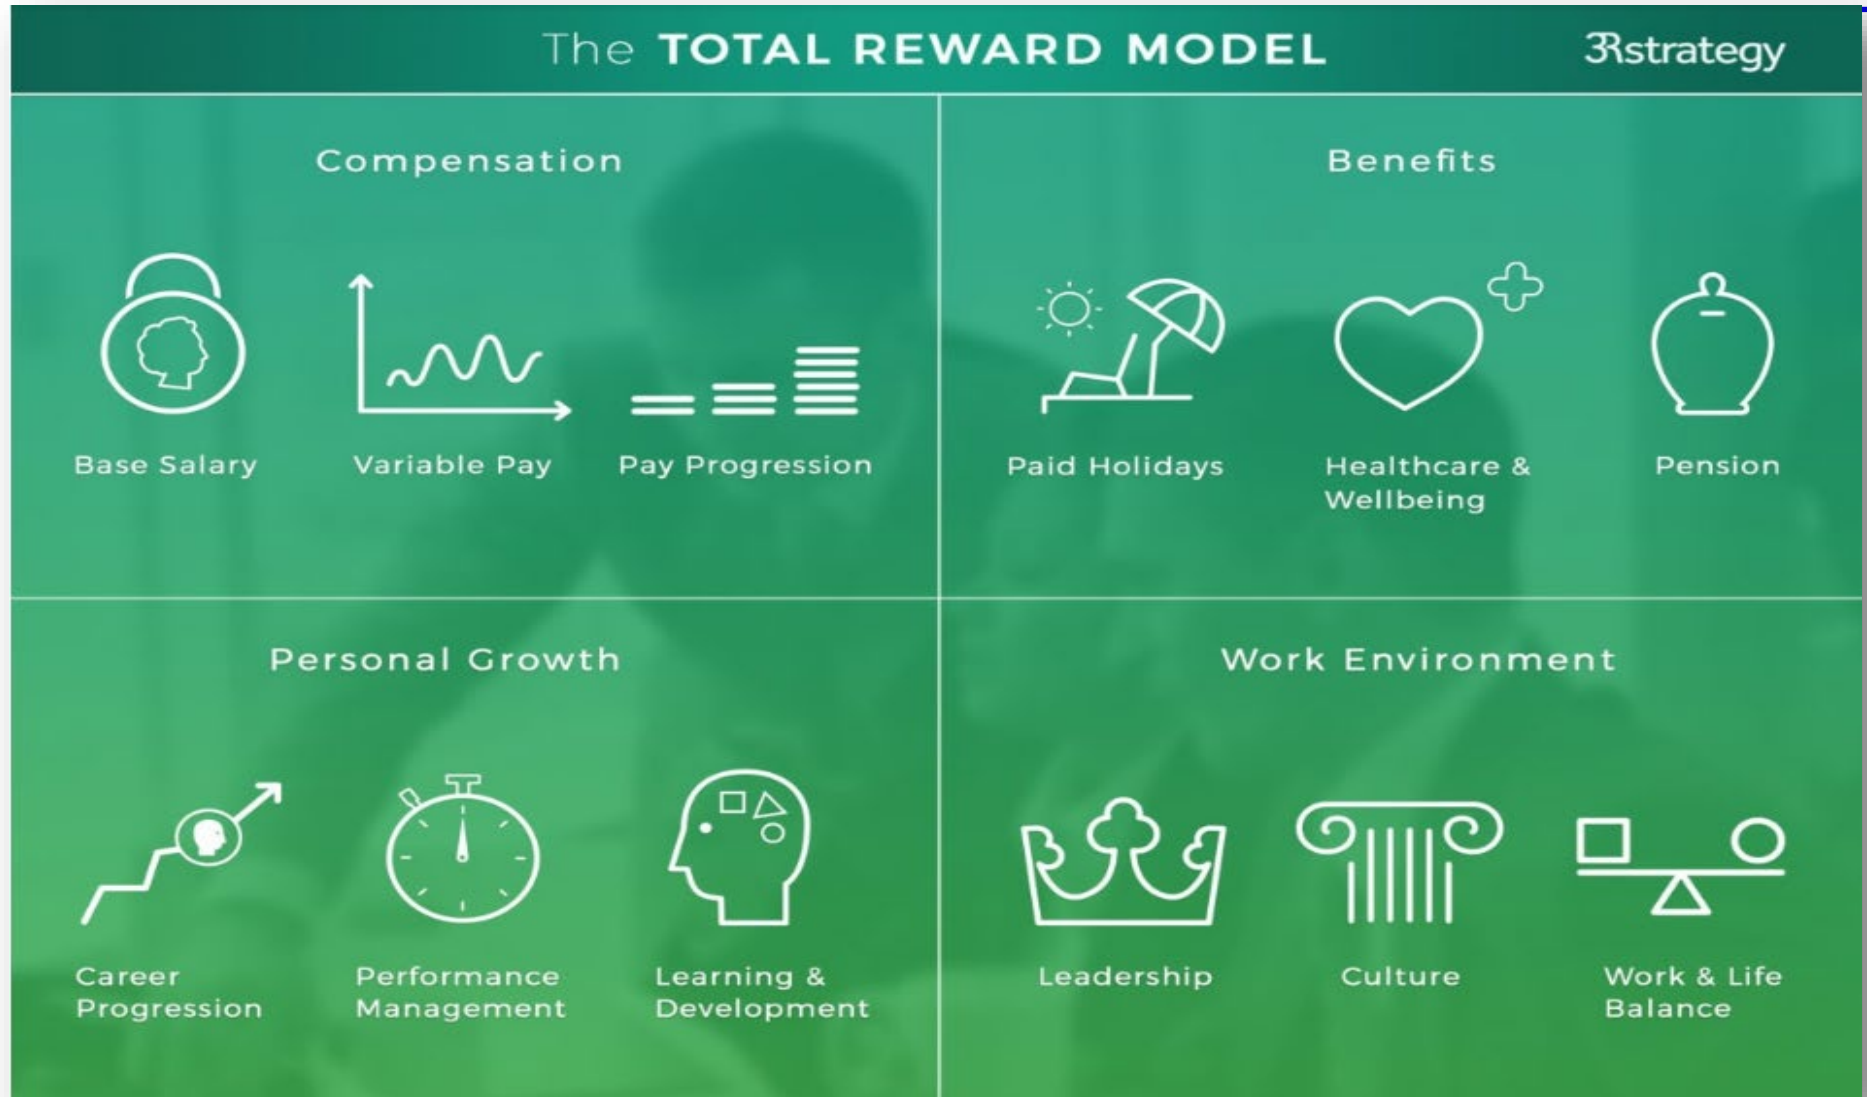 The TOTAL REWARD MODEL
3Rstrategy
Compensation
Base Salary
Variable Pay
Pay Progression
Benefits
Paid Holidays
Healthcare &
Wellbeing
Pension
Personal Growth
Career
Progression
Performance
Management
Learning &
Development
Work Environment
Leadership
Culture
Work & Life
Balance